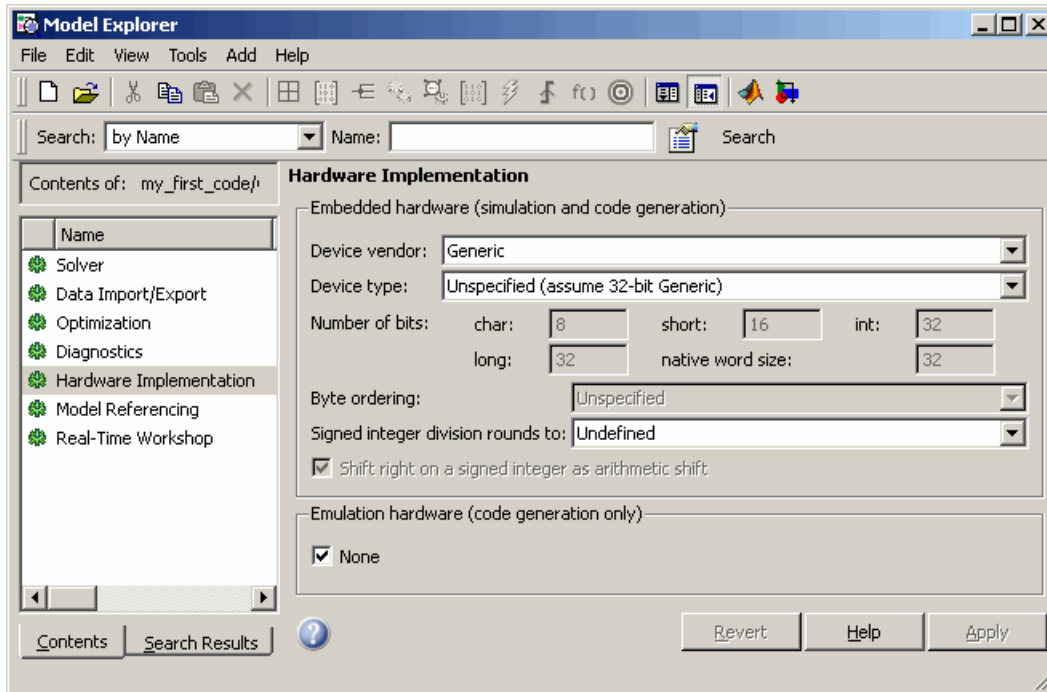 Model Explorer
File Edit View Tools Add Help
f()
Search: by Name Name: Search
Contents of: my_first_code/
Name
Solver
Data Import/Export
Optimization
Diagnostics
Hardware Implementation
Model Referencing
Real-Time Workshop
Contents Search Results
Hardware Implementation
Embedded hardware (simulation and code generation)
Device vendor: Generic
Device type: Unspecified (assume 32-bit Generic)
Number of bits: char: 8 short: 16 int: 32
long: 32 native word size: 32
Byte ordering: Unspecified
Signed integer division rounds to: Undefined
Shift right on a signed integer as arithmetic shift
Emulation hardware (code generation only)
None
Revert Help Apply